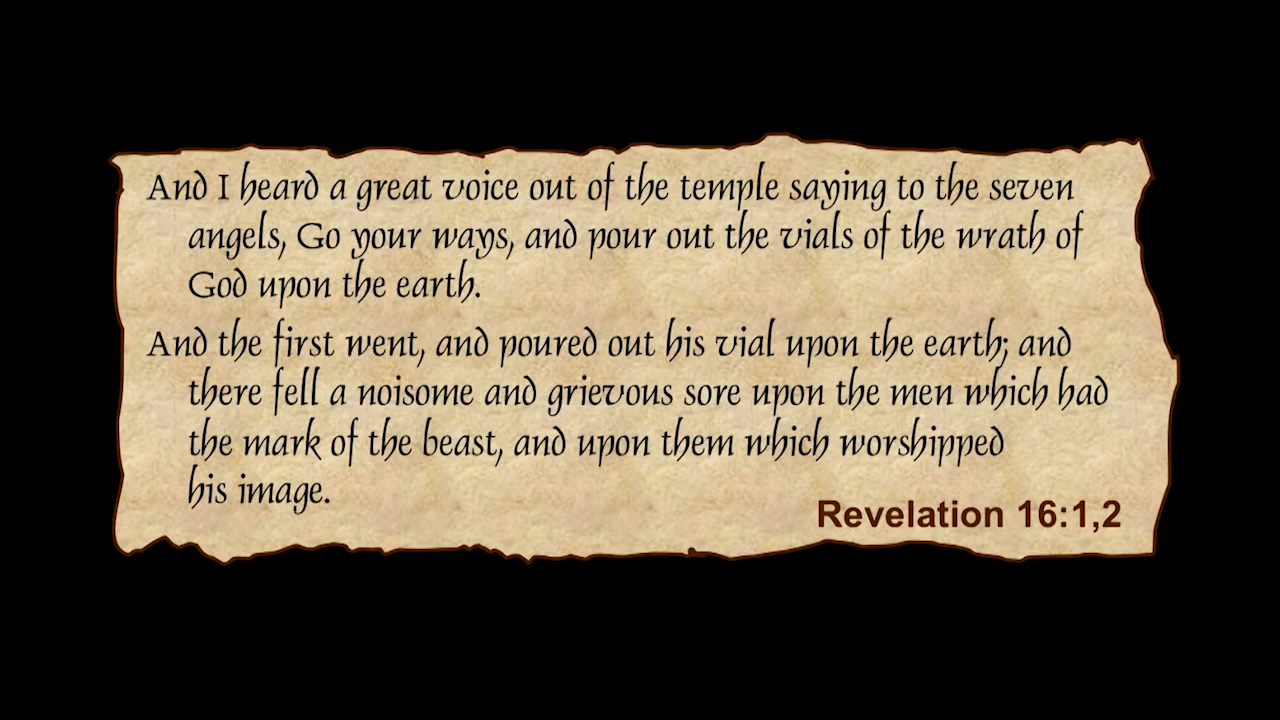 And I heard a great voice out of the temple saying to the seven
angels, Go your ways, and pour out the vials of the wrath of
God upon the earth.
And the first went, and poured out his vial upon the earth; and
there fell a noisome and grievous sore upon the men which had
the mark of the beast, and upon them which worshipped
his image.
Revelation 16:1,2